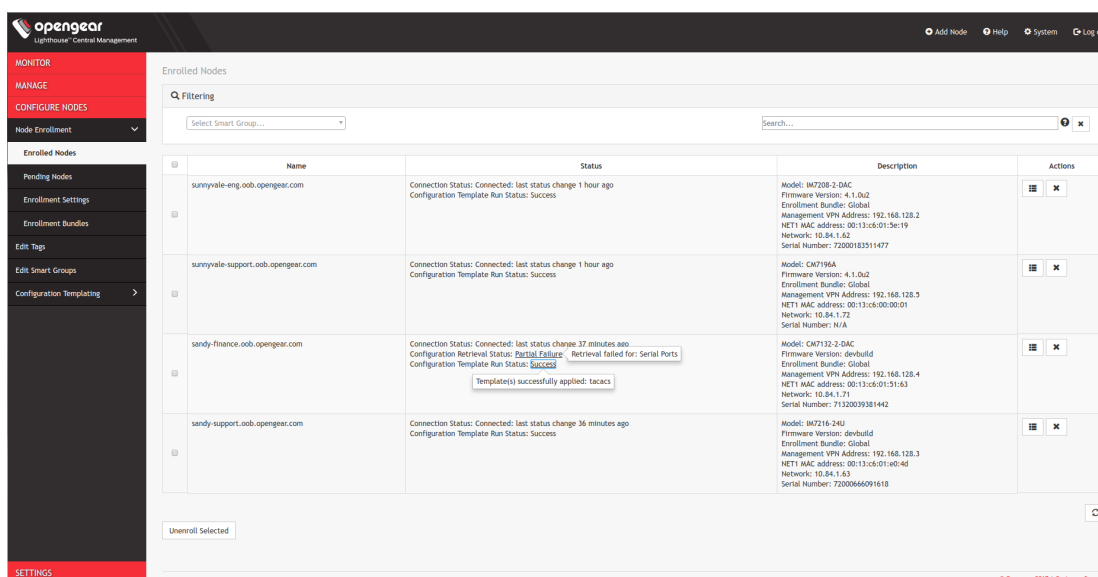 opengear
Lighthouse™ Central Management
Add Node Help System Log
MONITOR
MANAGE
CONFIGURE NODES
Node Enrollment
Enrolled Nodes
Pending Nodes
Enrollment Settings
Enrollment Bundles
Edit Tags
Edit Smart Groups
Configuration Templating
SETTINGS
Enrolled Nodes
Filtering
Select Smart Group...
Search...
Name Status Description Actions
sunnyvale-eng.oob.opengear.com
Connection Status: Connected: last status change 1 hour ago
Configuration Template Run Status: Success
Model: IM7208-2-DAC
Firmware Version: 4.1.0u2
Enrollment Bundle: Global
Management VPN Address: 192.168.128.2
NET1 MAC address: 00:13:c6:01:5e:19
Network: 10.84.1.62
Serial Number: 72000183511477
sunnyvale-support.oob.opengear.com
Connection Status: Connected: last status change 1 hour ago
Configuration Template Run Status: Success
Model: CM7196A
Firmware Version: 4.1.0u2
Enrollment Bundle: Global
Management VPN Address: 192.168.128.5
NET1 MAC address: 00:13:c6:00:00:01
Network: 10.84.1.72
Serial Number: N/A
sandy-finance.oob.opengear.com
Connection Status: Connected: last status change 37 minutes ago
Configuration Retrieval Status: Partial Failure
Retrieval failed for: Serial Ports
Configuration Template Run Status: Success
Template(s) successfully applied: tacacs
Model: CM7132-2-DAC
Firmware Version: devbuild
Enrollment Bundle: Global
Management VPN Address: 192.168.128.4
NET1 MAC address: 00:13:c6:01:51:63
Network: 10.84.1.71
Serial Number: 71320039381442
sandy-support.oob.opengear.com
Connection Status: Connected: last status change 36 minutes ago
Configuration Template Run Status: Success
Model: IM7216-24U
Firmware Version: devbuild
Enrollment Bundle: Global
Management VPN Address: 192.168.128.3
NET1 MAC address: 00:13:c6:01:e0:4d
Network: 10.84.1.63
Serial Number: 72000666091618
Unenroll Selected